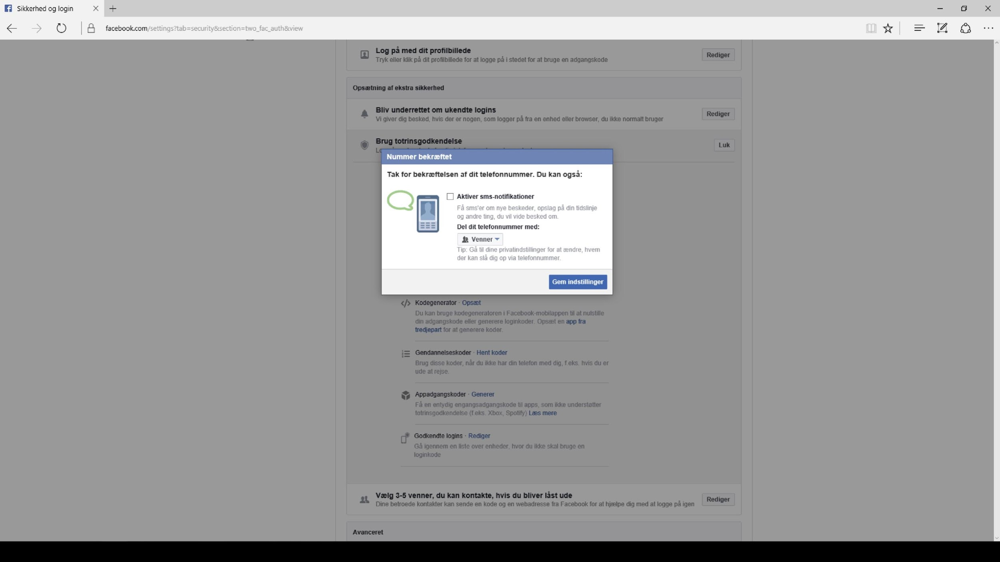 Sikkerhed og login
facebook.com/settings?tab=security&section=two_fac_auth&view
Log på med dit profilbillede
Tryk eller klik på dit profilbillede for at logge på i stedet for at bruge en adgangskode
Rediger
Opsætning af ekstra sikkerhed
Bliv underrettet om ukendte logins
Vi giver dig besked, hvis der er nogen, som logger på fra en enhed eller browser, du ikke normalt bruger
Rediger
Brug totrinsgodkendelse
Luk
Nummer bekræftet
Tak for bekræftelsen af dit telefonnummer. Du kan også:
Aktiver sms-notifikationer
Få sms'er om nye beskeder, opslag på din tidslinje
og andre ting, du vil vide besked om.
Del dit telefonnummer med:
Venner
Tip: Gå til dine privatindstillinger for at ændre, hvem
der kan slå dig op via telefonnummer.
Gem indstillinger
Kodegenerator · Opsæt
Du kan bruge kodegeneratoren i Facebook-mobilappen til at nulstille
din adgangskode eller generere loginkoder. Opsæt en app fra
tredjepart for at generere koder.
Gendannelseskoder · Hent koder
Brug disse koder, når du ikke har din telefon med dig, f.eks. hvis du er
ude at rejse.
Appadgangskoder · Generer
Få en entydig engangsadgangskode til apps, som ikke understøtter
totrinsgodkendelse (f.eks. Xbox, Spotify) Læs mere
Godkendte logins · Rediger
Gå igennem en liste over enheder, hvor du ikke skal bruge en
loginkode
Vælg 3-5 venner, du kan kontakte, hvis du bliver låst ude
Dine betroede kontakter kan sende en kode og en webadresse fra Facebook for at hjælpe dig med at logge på igen
Rediger
Avanceret